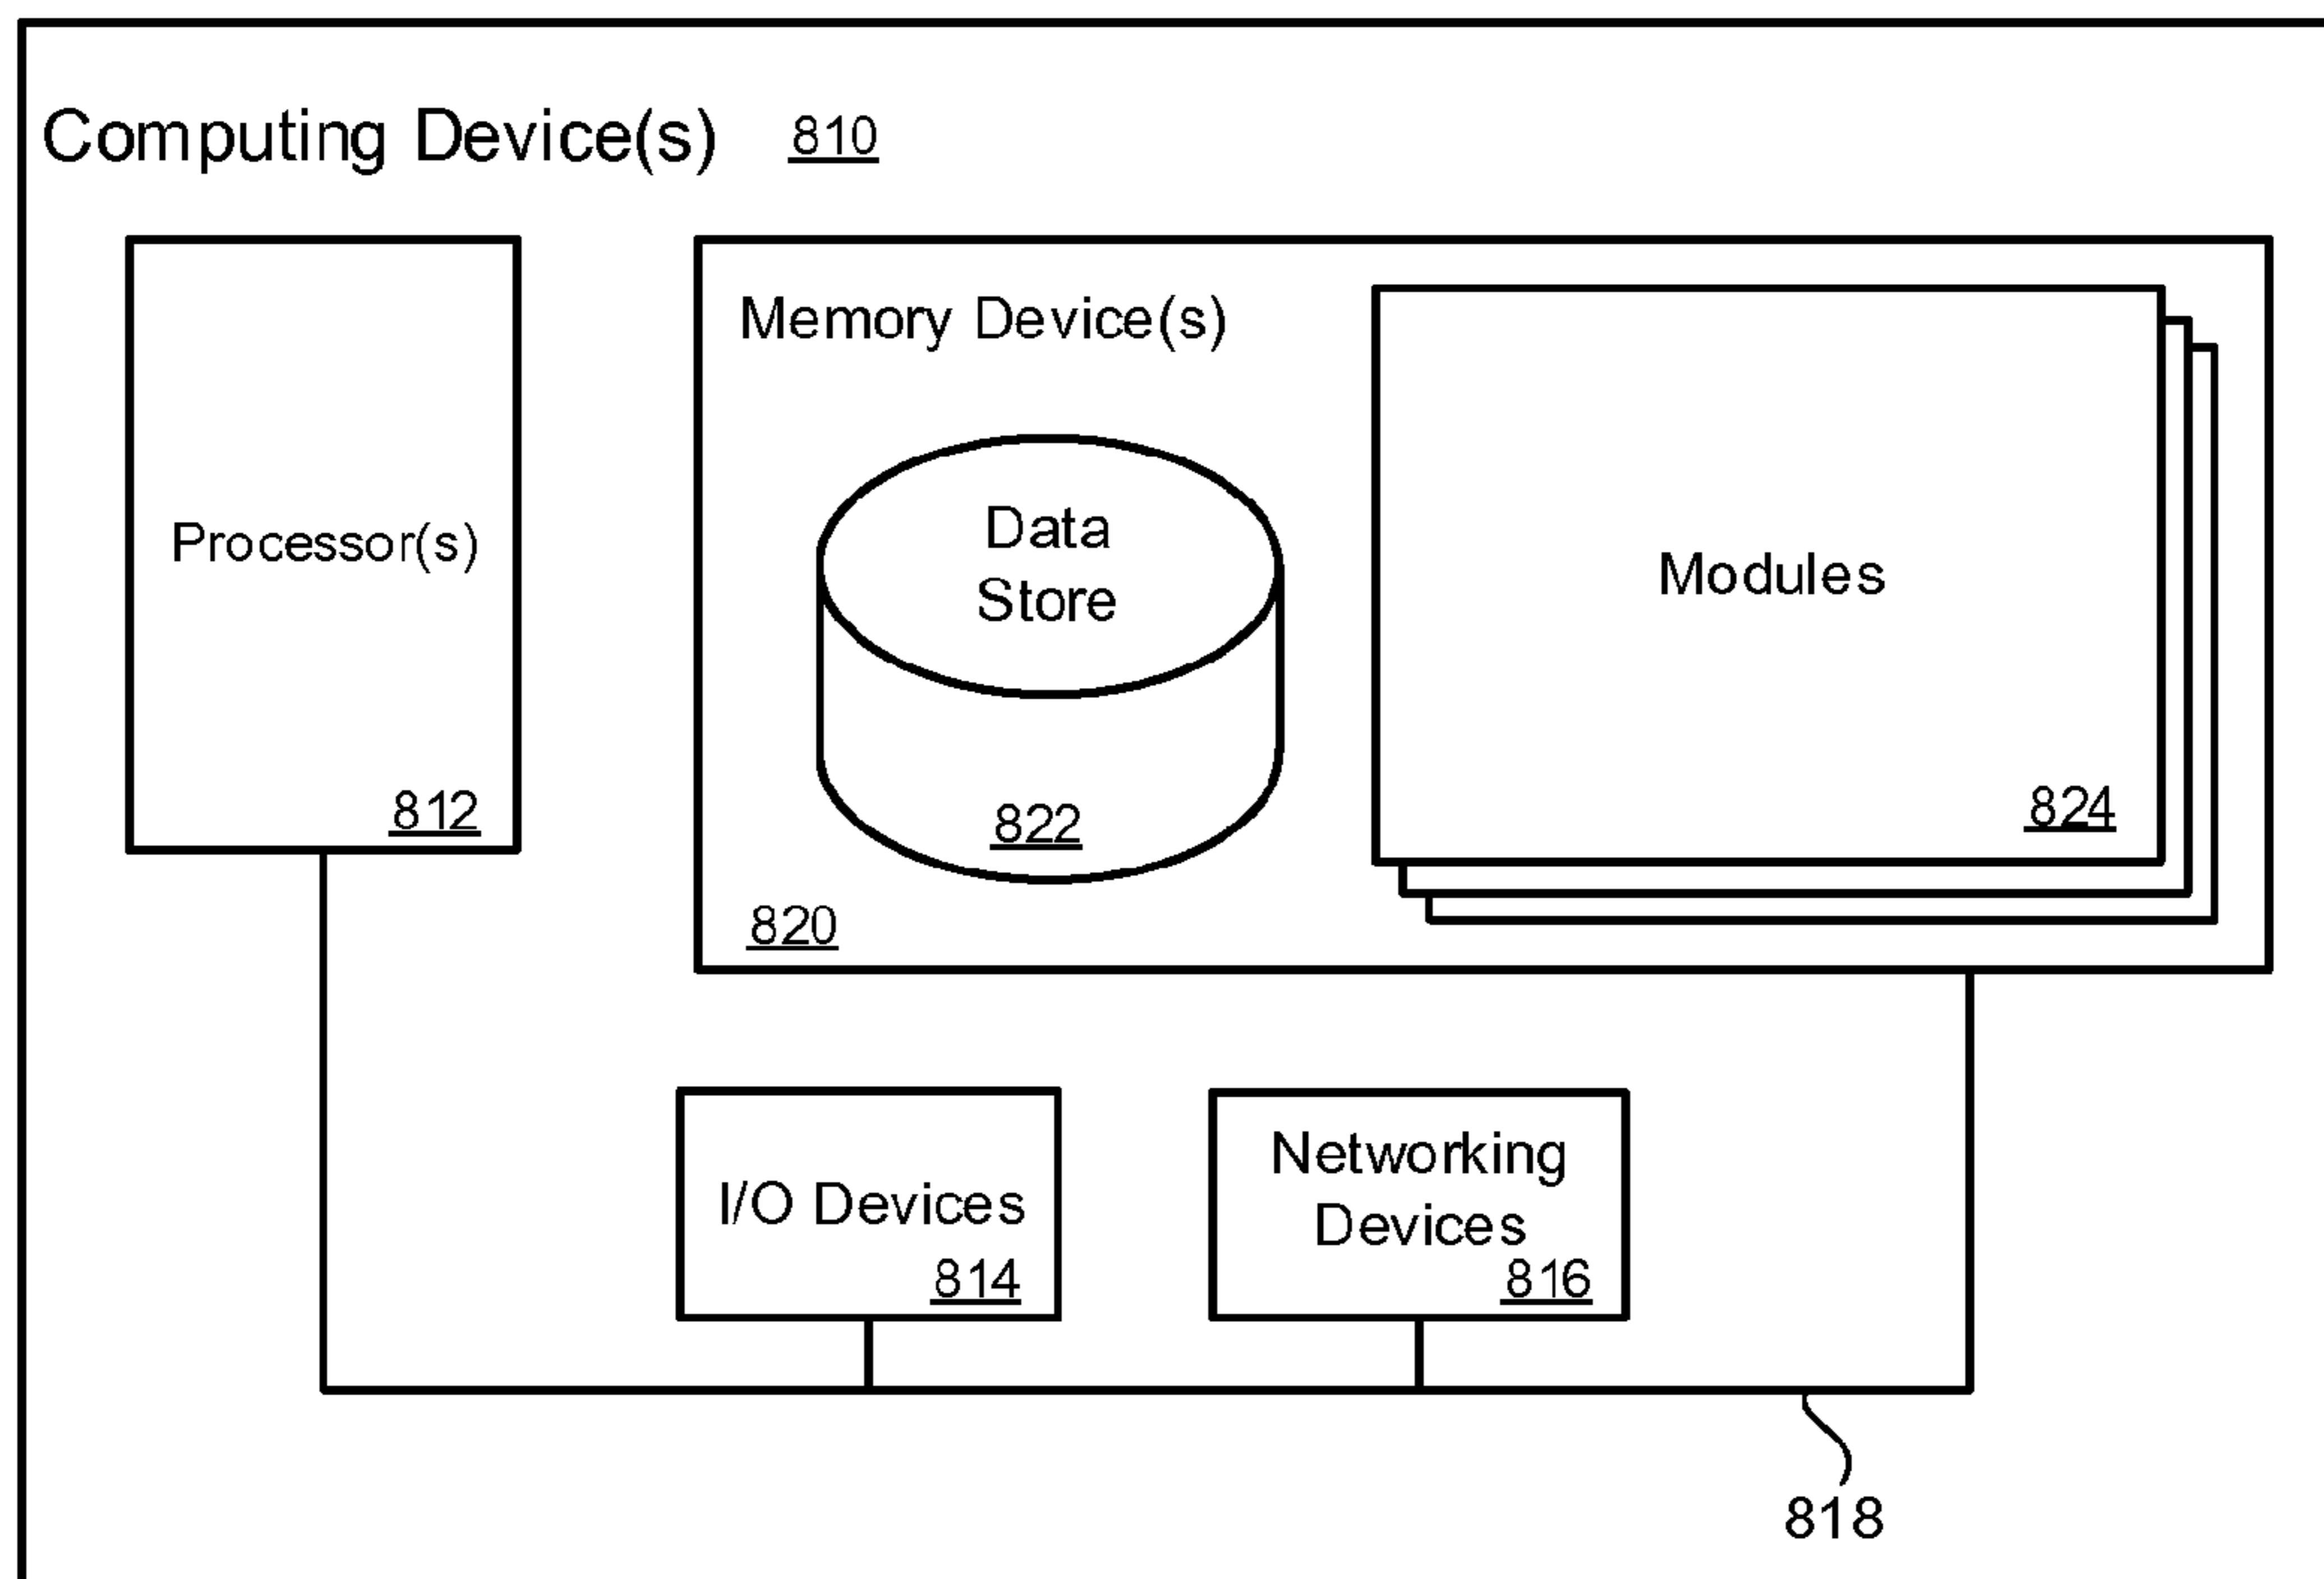 Computing Device(s) 810
Processor(s)
812
Memory Device(s)
Data
Store
822
820
Modules
824
I/O Devices
814
Networking
Devices
816
818